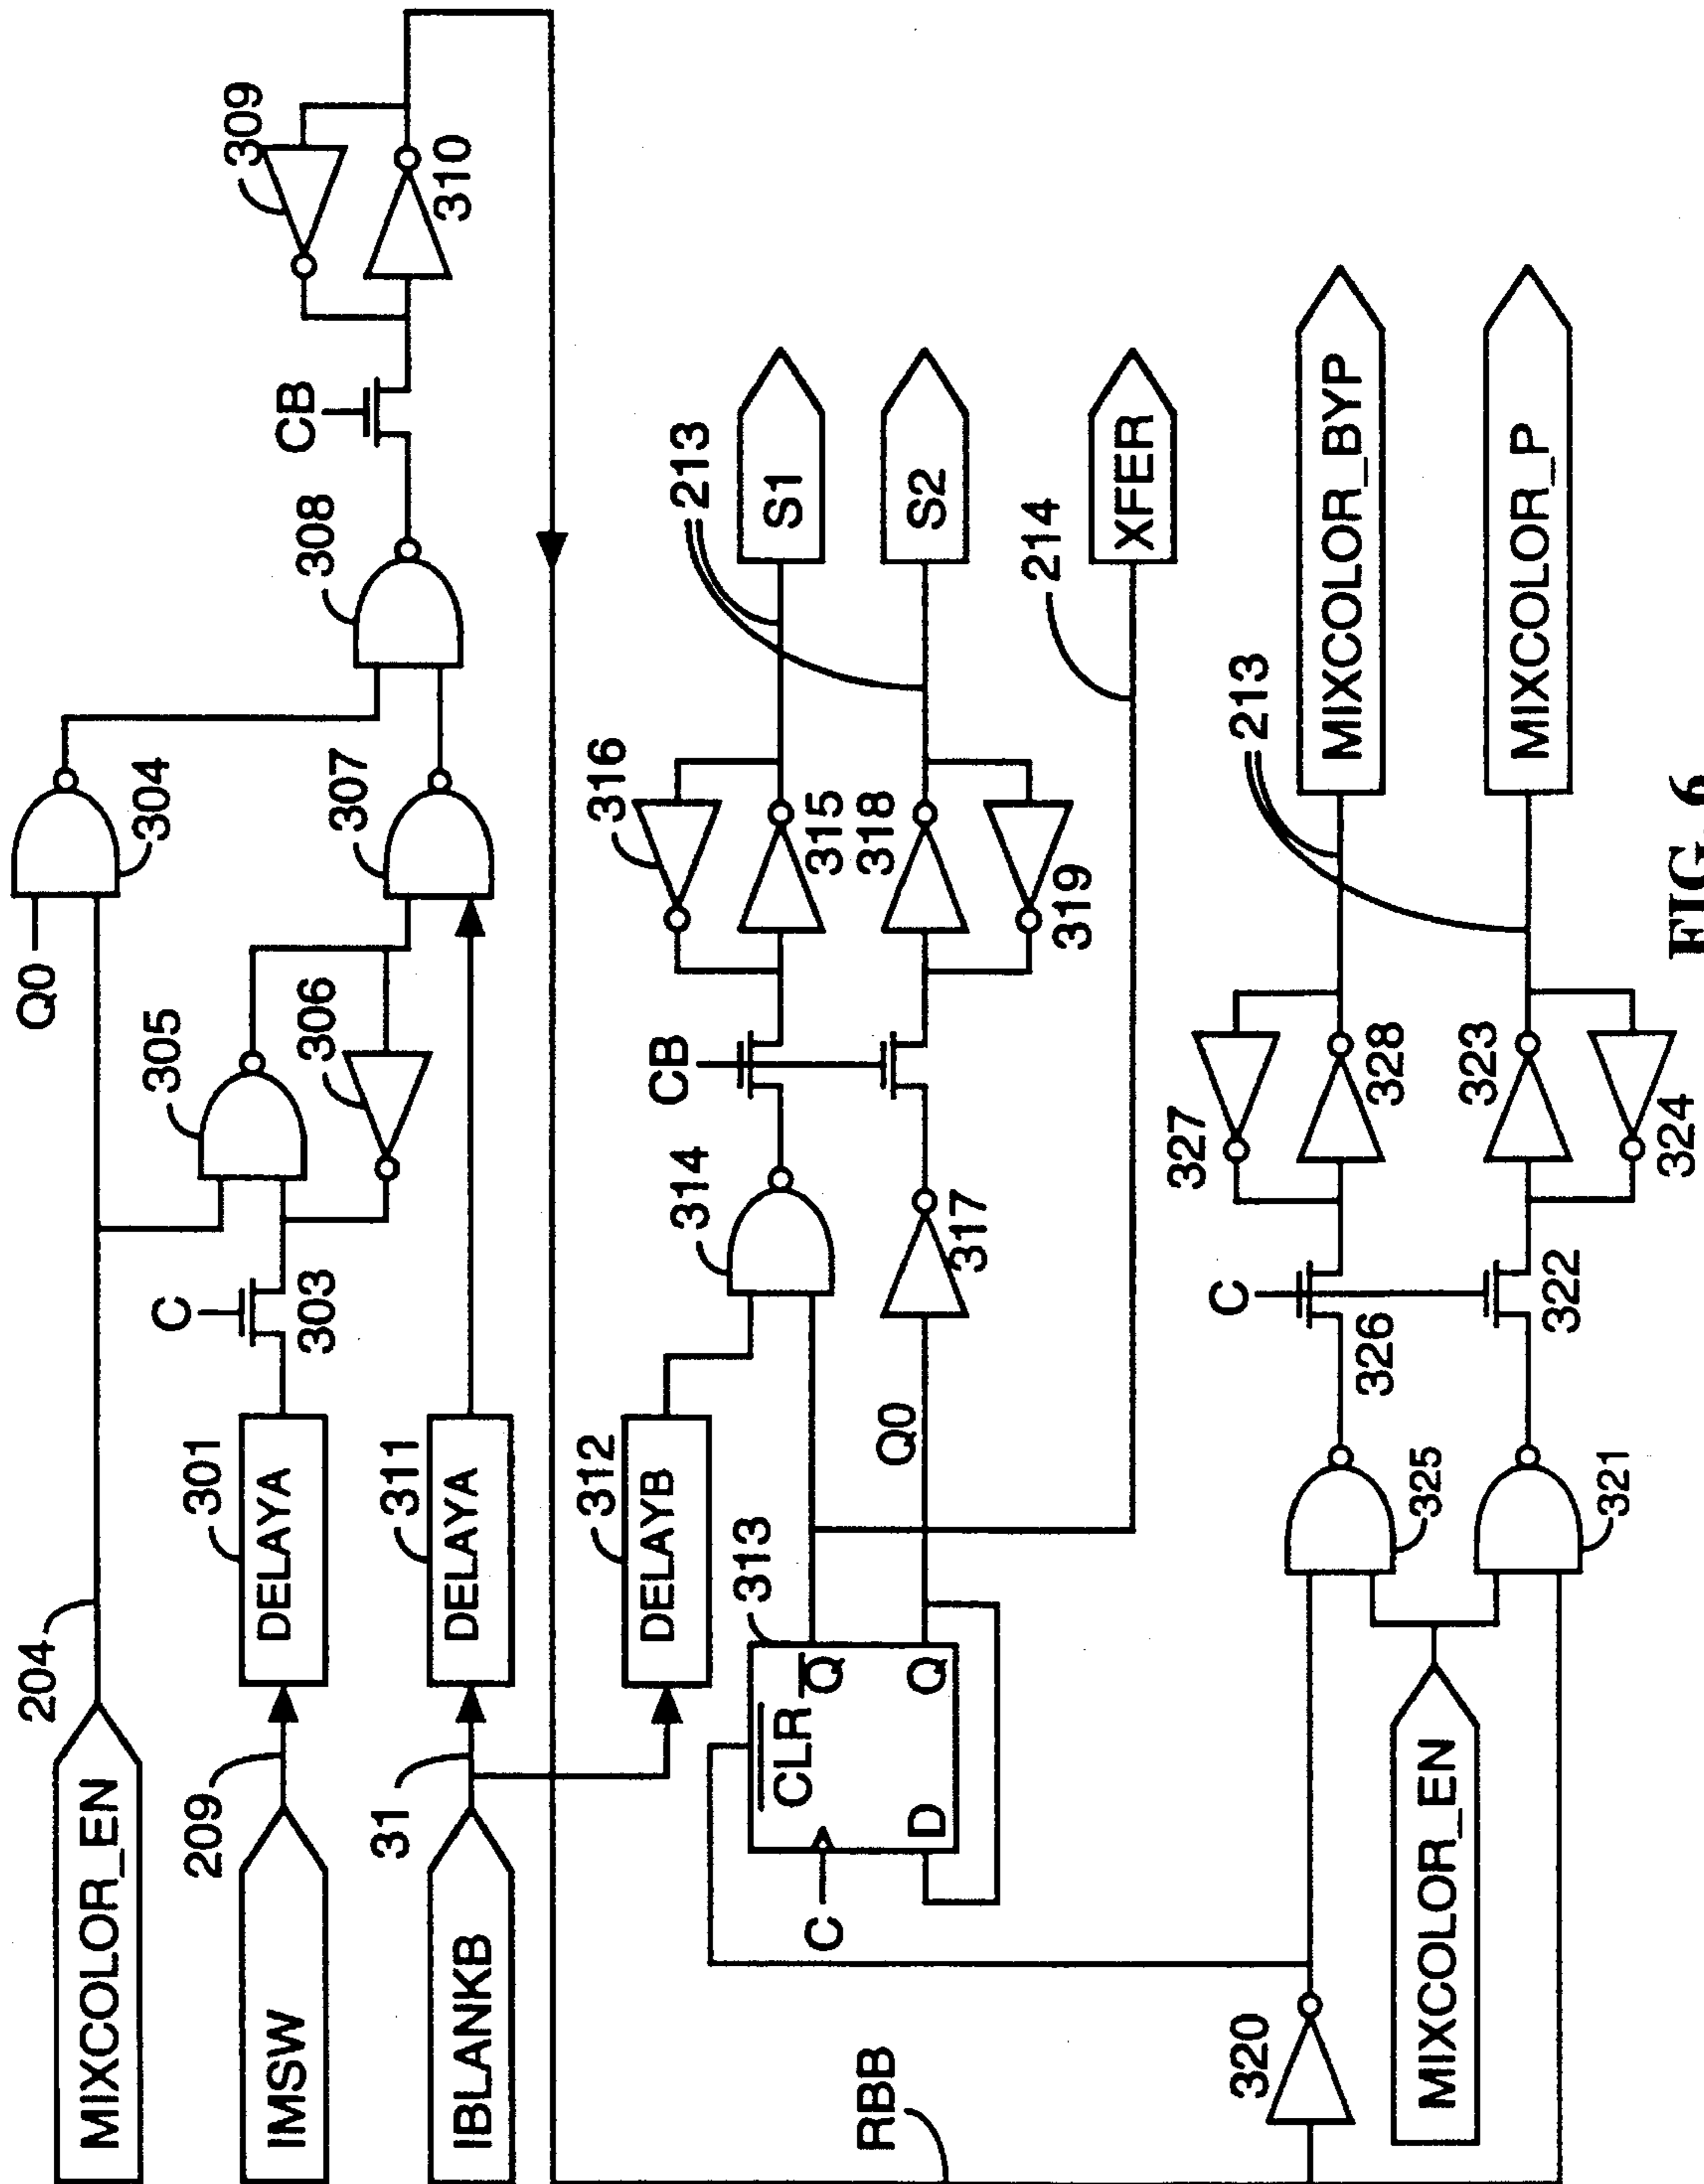 204
MIXCOLOR_EN
Q0
304
305
C
303
306
307
308
CB
309
310
209
IMSW
301
DELAYA
31
IBLANKB
311
DELAYA
312
DELAYB
313
CLR
Q
C
D
Q
Q0
314
317
CB
316
315
318
319
213
S1
S2
214
XFER
RBB
320
MIXCOLOR_EN
325
321
C
326
322
327
328
323
324
213
MIXCOLOR_BYP
MIXCOLOR_P
FIG. 6